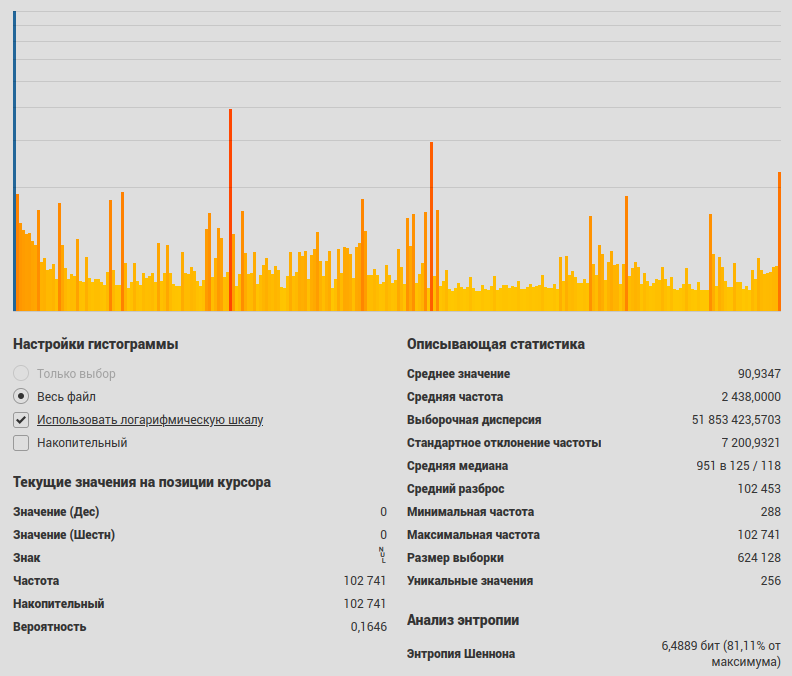 Настройки гистограммы
Только выбор
Весь файл
Использовать логарифмическую шкалу
Накопительный
Текущие значения на позиции курсора
Значение (Дес) 0
Значение (Шестн) 0
Знак NUL
Частота 102 741
Накопительный 102 741
Вероятность 0,1646
Описывающая статистика
Среднее значение 90,9347
Средняя частота 2 438,0000
Выборочная дисперсия 51 853 423,5703
Стандартное отклонение частоты 7 200,9321
Средняя медиана 951 в 125 / 118
Средний разброс 102 453
Минимальная частота 288
Максимальная частота 102 741
Размер выборки 624 128
Уникальные значения 256
Анализ энтропии
Энтропия Шеннона 6,4889 бит (81,11% от
максимума)